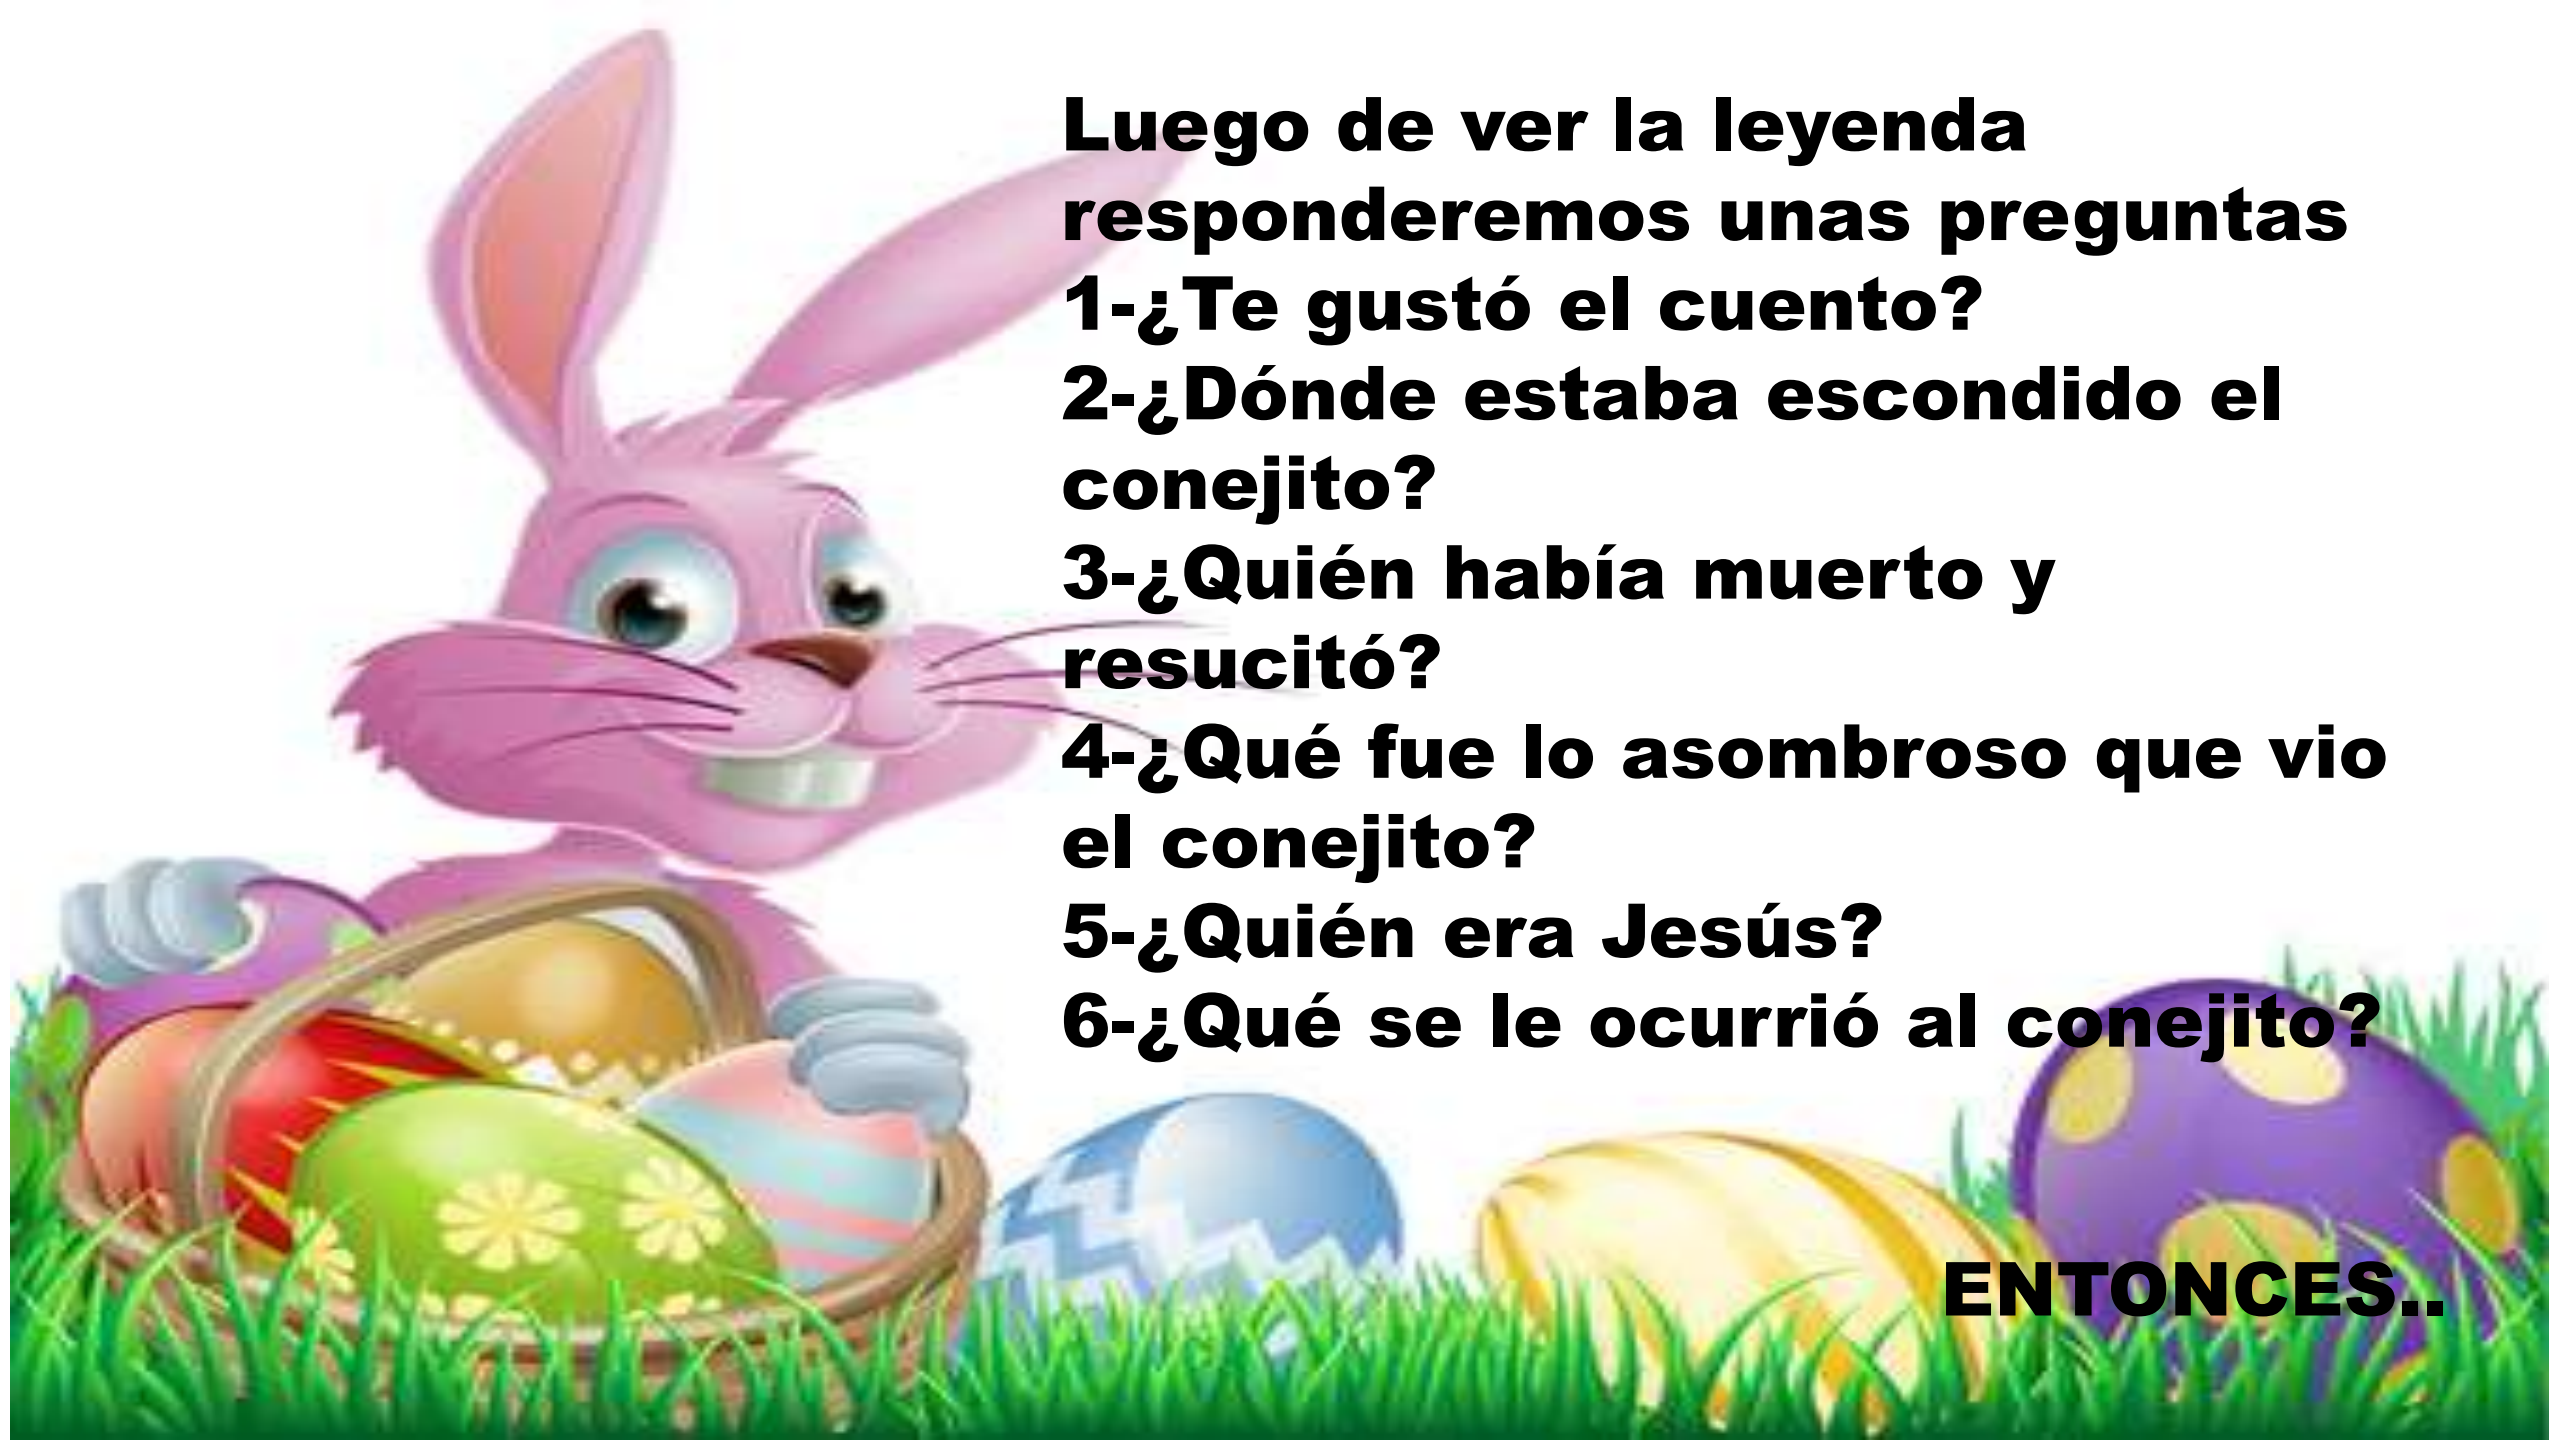 Luego de ver la leyenda
responderemos unas preguntas
1-¿Te gustó el cuento?
2-¿Dónde estaba escondido el
conejito?
3-¿Quién había muerto y
resucitó?
4-¿Qué fue lo asombroso que vio
el conejito?
5-¿Quién era Jesús?
6-¿Qué se le ocurrió al conejito?
ENTONCES..